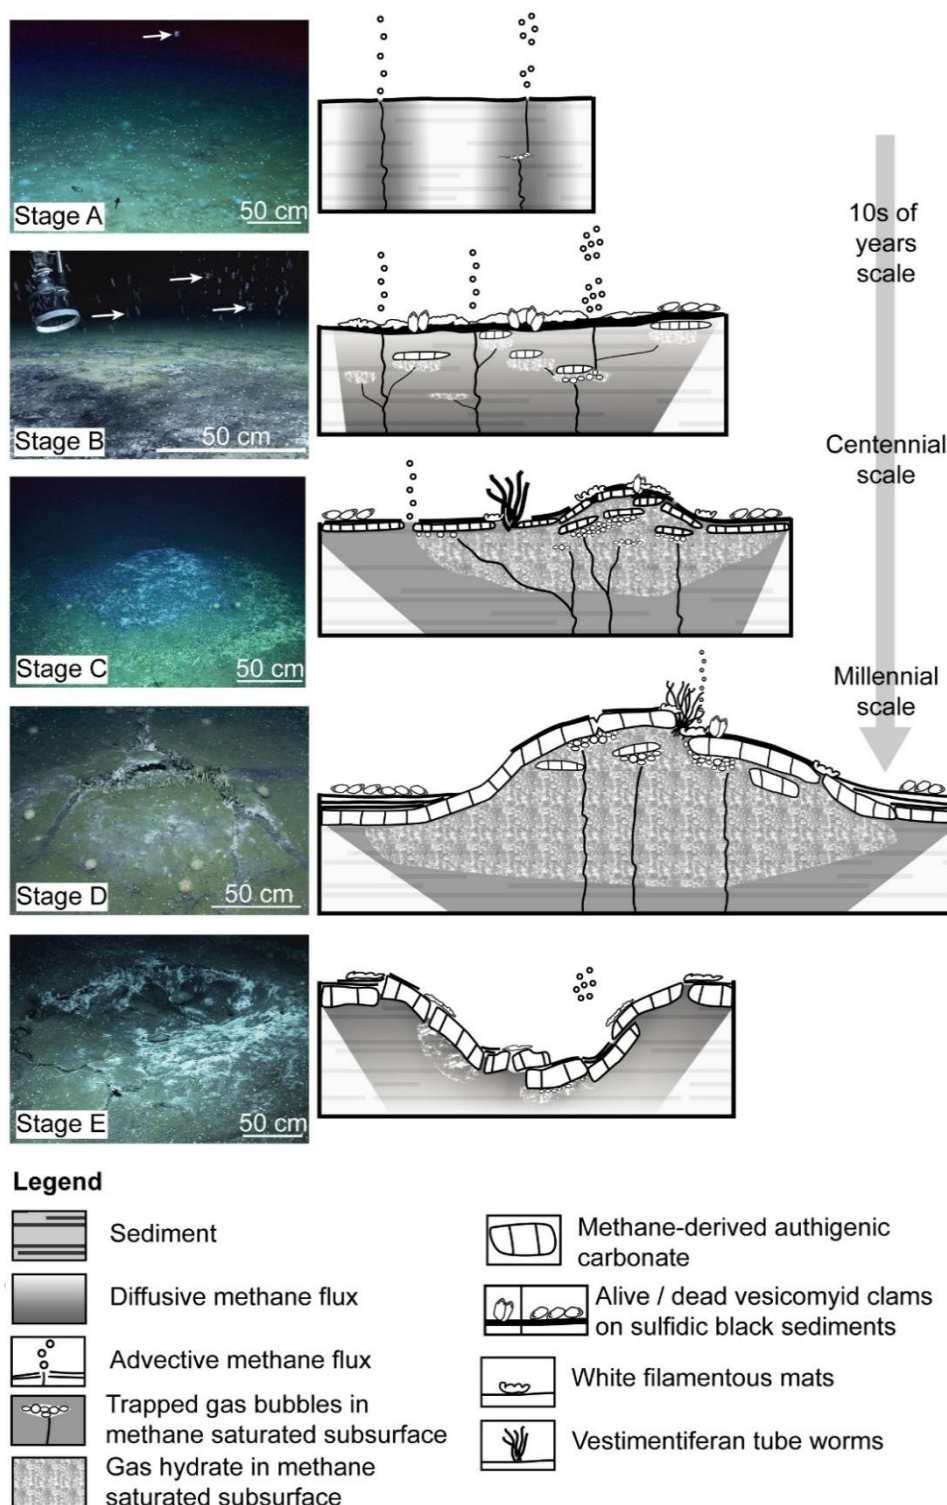 Stage A
50 cm
10s of
years
scale
Stage B
50 cm
Centennial
scale
Stage C
50 cm
Millennial
scale
Stage D
50 cm
Stage E
50 cm
Legend
Sediment
Diffusive methane flux
Advective methane flux
Trapped gas bubbles in
methane saturated subsurface
Gas hydrate in methane
saturated subsurface
Methane-derived authigenic
carbonate
Alive / dead vesicomyid clams
on sulfidic black sediments
White filamentous mats
Vestimentiferan tube worms